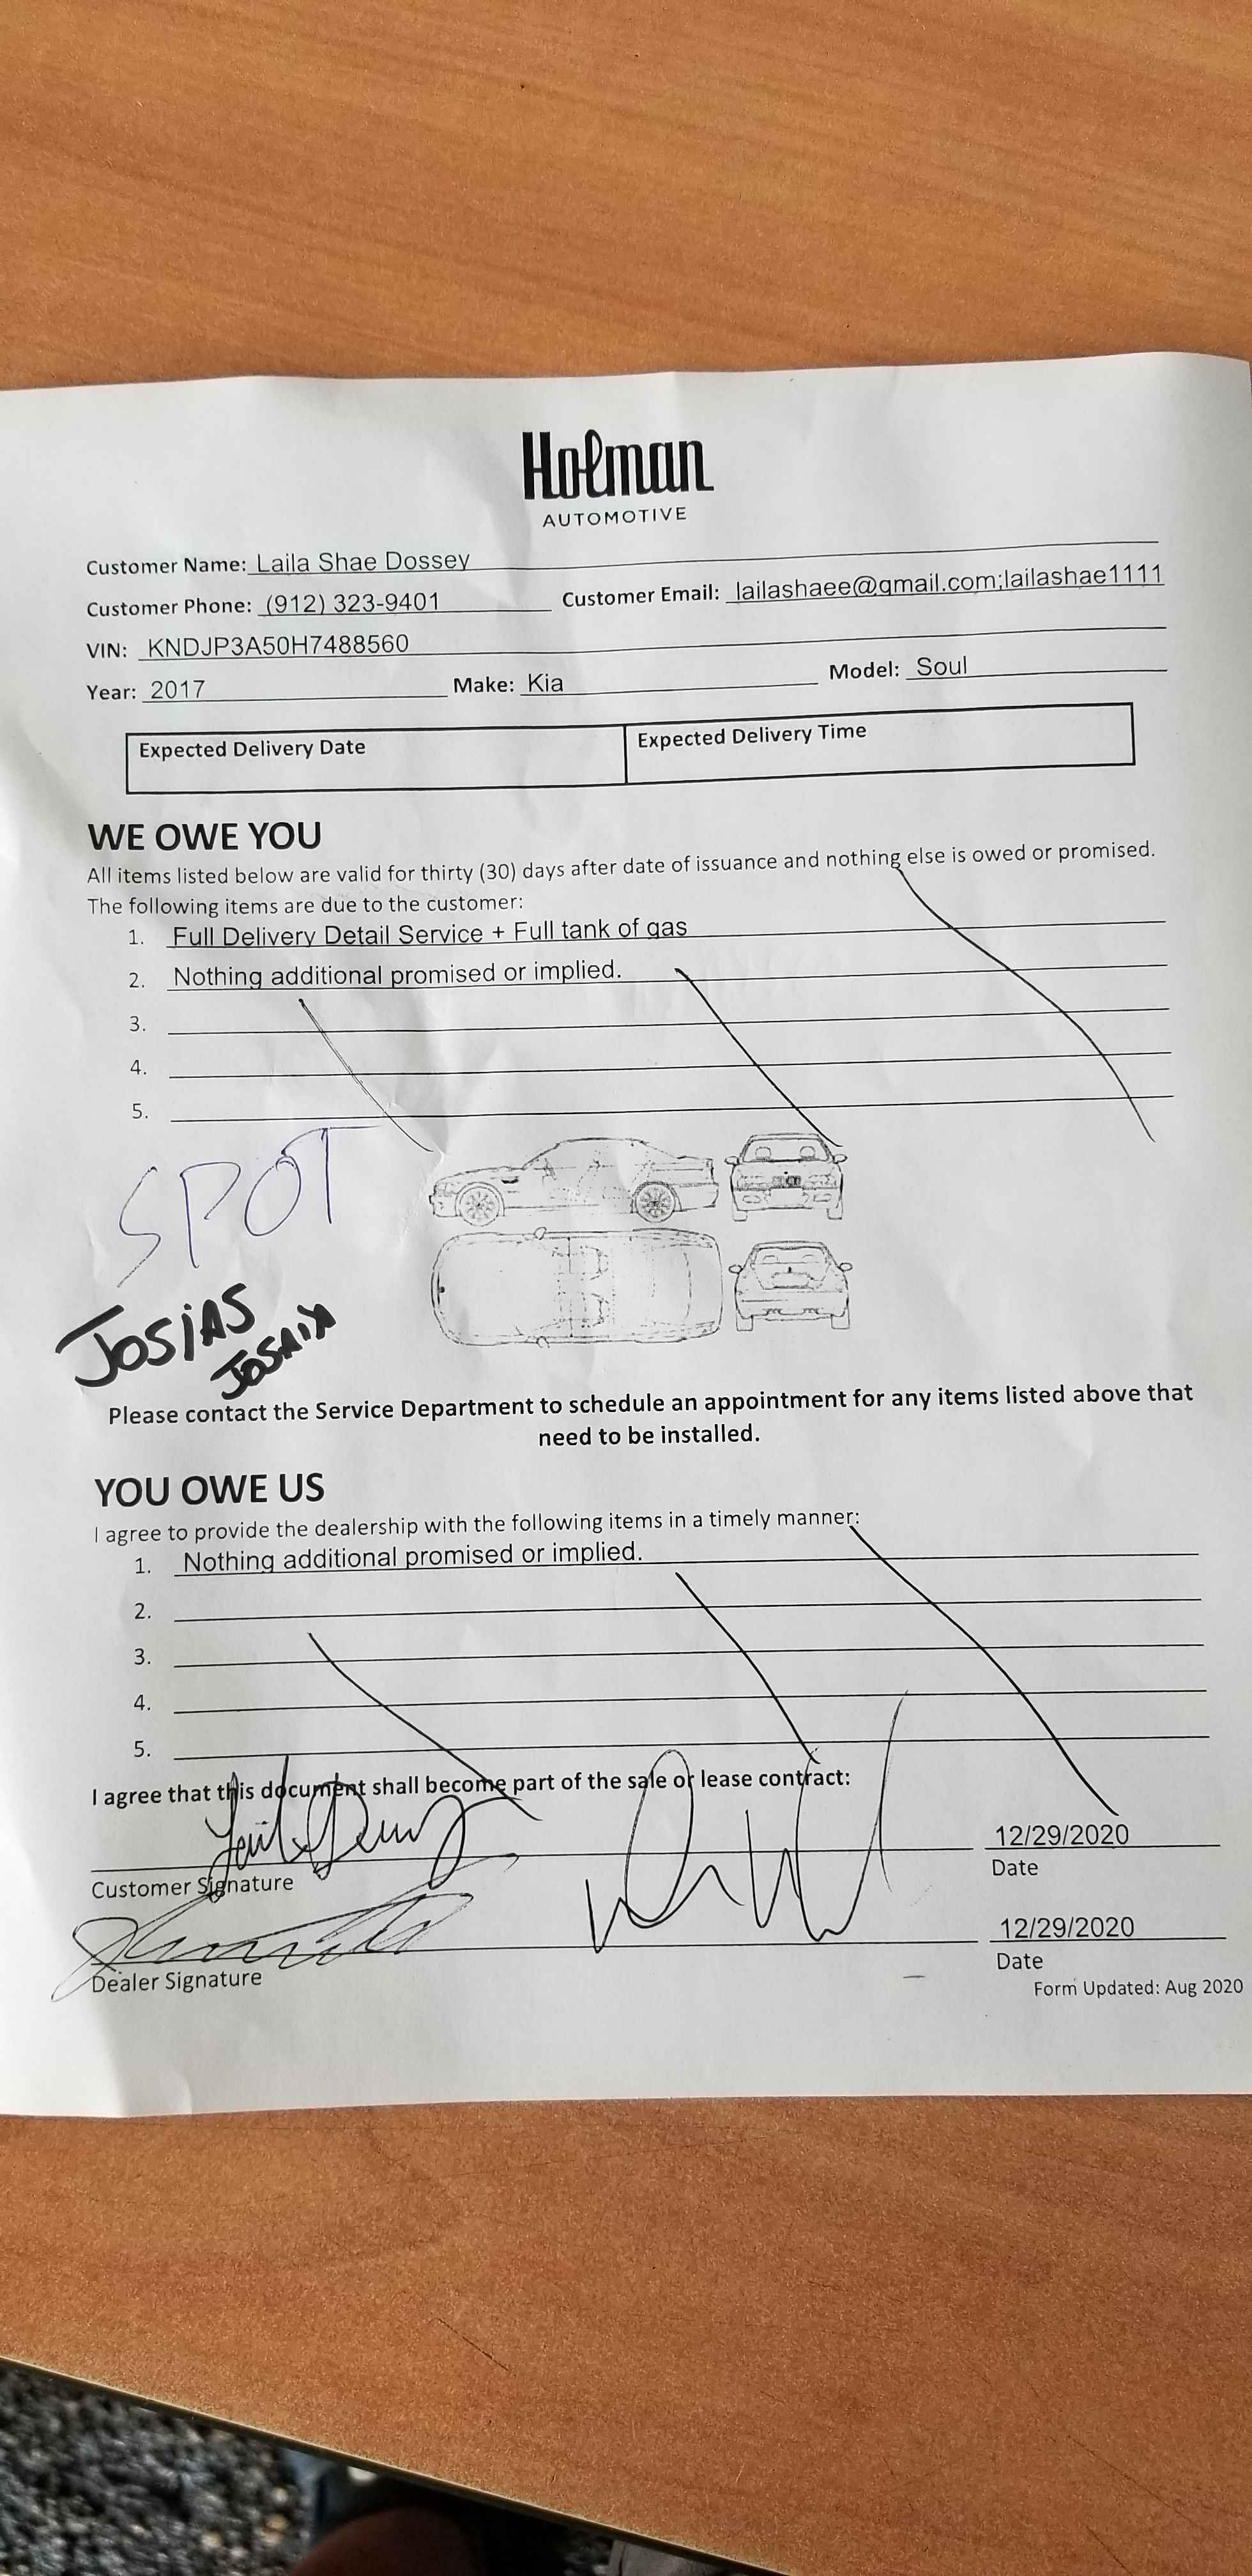 Holman
AUTOMOTIVE
Customer Name: Laila Shae Dossey
Customer Phone: (912) 323-9401 Customer Email: lailashaee@gmail.com;lailashae1111
VIN: KNDJP3A50H7488560
Year: 2017 Make: Kia Model: Soul
Expected Delivery Date Expected Delivery Time
WE OWE YOU
All items listed below are valid for thirty (30) days after date of issuance and nothing else is owed or promised.
The following items are due to the customer:
1. Full Delivery Detail Service + Full tank of gas
2. Nothing additional promised or implied.
3.
4.
5.
SPOT
JOSIAS
JOSAIX
Please contact the Service Department to schedule an appointment for any items listed above that
need to be installed.
YOU OWE US
I agree to provide the dealership with the following items in a timely manner:
1. Nothing additional promised or implied.
2.
3.
4.
5.
I agree that this document shall become part of the sale or lease contract:
12/29/2020
Customer Signature Date
12/29/2020
Dealer Signature Date
Form Updated: Aug 2020